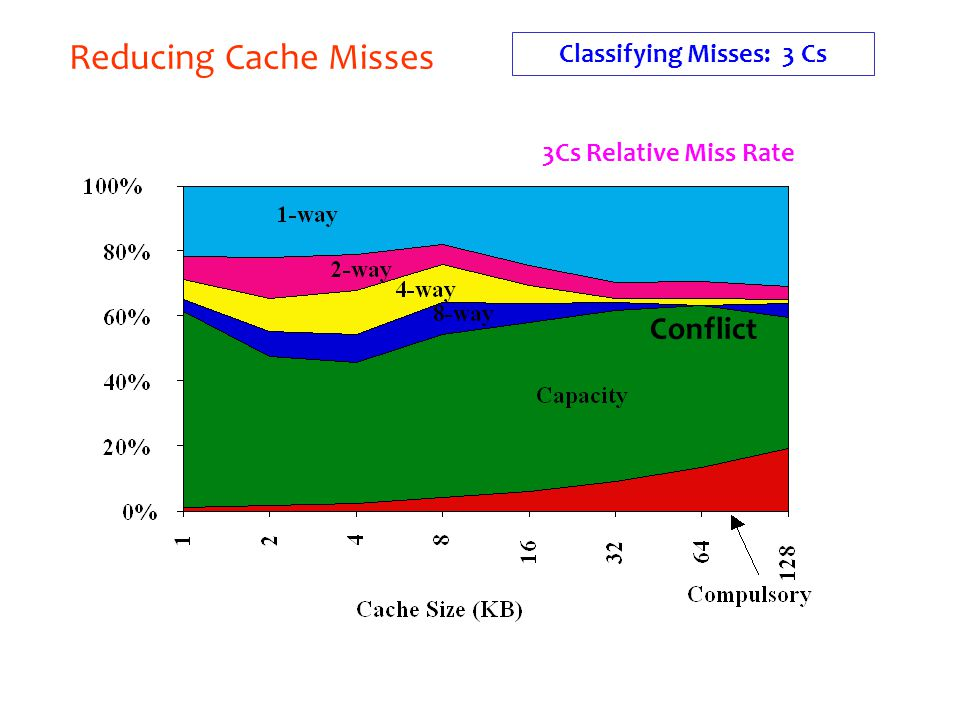 Reducing Cache Misses
Classifying Misses: 3 Cs
3Cs Relative Miss Rate
100%
80%
60%
40%
20%
0%
1-way
2-way
4-way
8-way
Conflict
Capacity
1
2
4
8
16
32
64
128
Compulsory
Cache Size (KB)